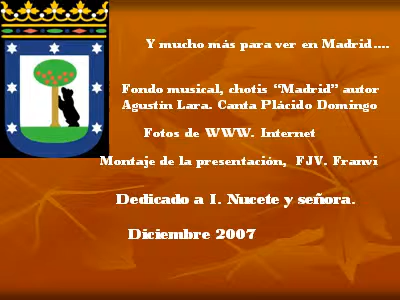 Y mucho más para ver en Madrid....
Fondo musical, chotis “Madrid” autor
Agustín Lara. Canta Plácido Domingo
Fotos de WWW. Internet
Montaje de la presentación, FJV. Franvi
Dedicado a I. Nucete y señora.
Diciembre 2007